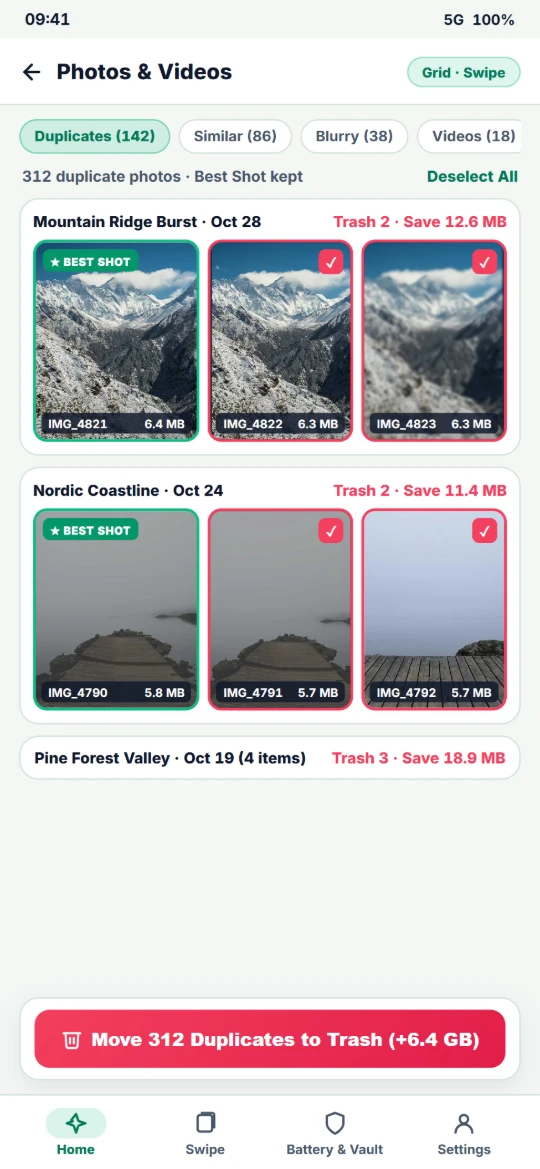 09:41
5G 100%
Photos & Videos
Grid · Swipe
Duplicates (142)
Similar (86)
Blurry (38)
Videos (18)
312 duplicate photos · Best Shot kept
Deselect All
Mountain Ridge Burst · Oct 28
Trash 2 · Save 12.6 MB
★ BEST SHOT
IMG_4821 6.4 MB
IMG_4822 6.3 MB
IMG_4823 6.3 MB
Nordic Coastline · Oct 24
Trash 2 · Save 11.4 MB
★ BEST SHOT
IMG_4790 5.8 MB
IMG_4791 5.7 MB
IMG_4792 5.7 MB
Pine Forest Valley · Oct 19 (4 items)
Trash 3 · Save 18.9 MB
Move 312 Duplicates to Trash (+6.4 GB)
Home
Swipe
Battery & Vault
Settings